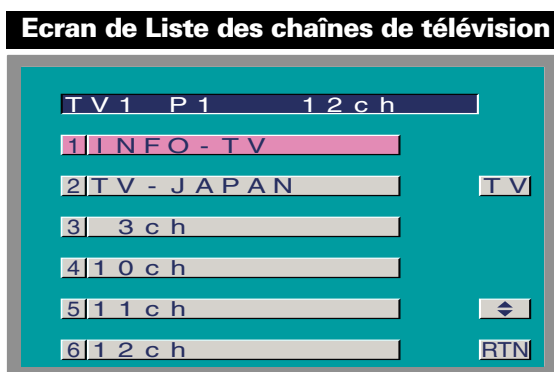 Ecran de Liste des chaînes de télévision
TV1 P1 12ch
1 INFO-TV
2 TV-JAPAN TV
3 3ch
4 10ch
5 11ch
6 12ch RTN